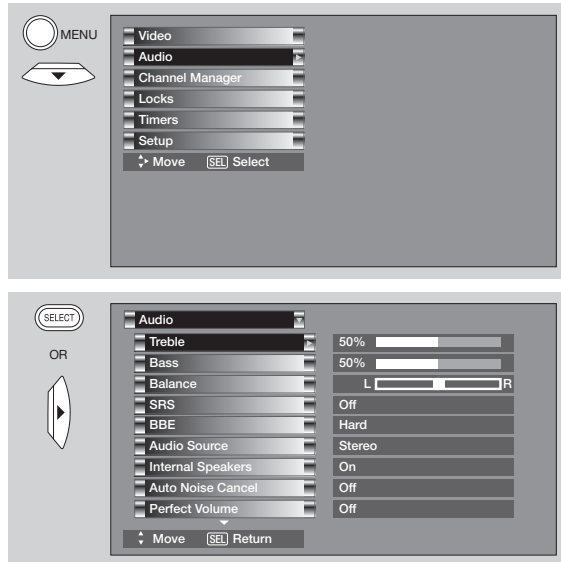 MENU
Video
Audio
Channel Manager
Locks
Timers
Setup
Move SEL Select
SELECT
OR
Audio
Treble 50%
Bass 50%
Balance L R
SRS Off
BBE Hard
Audio Source Stereo
Internal Speakers On
Auto Noise Cancel Off
Perfect Volume Off
Move SEL Return